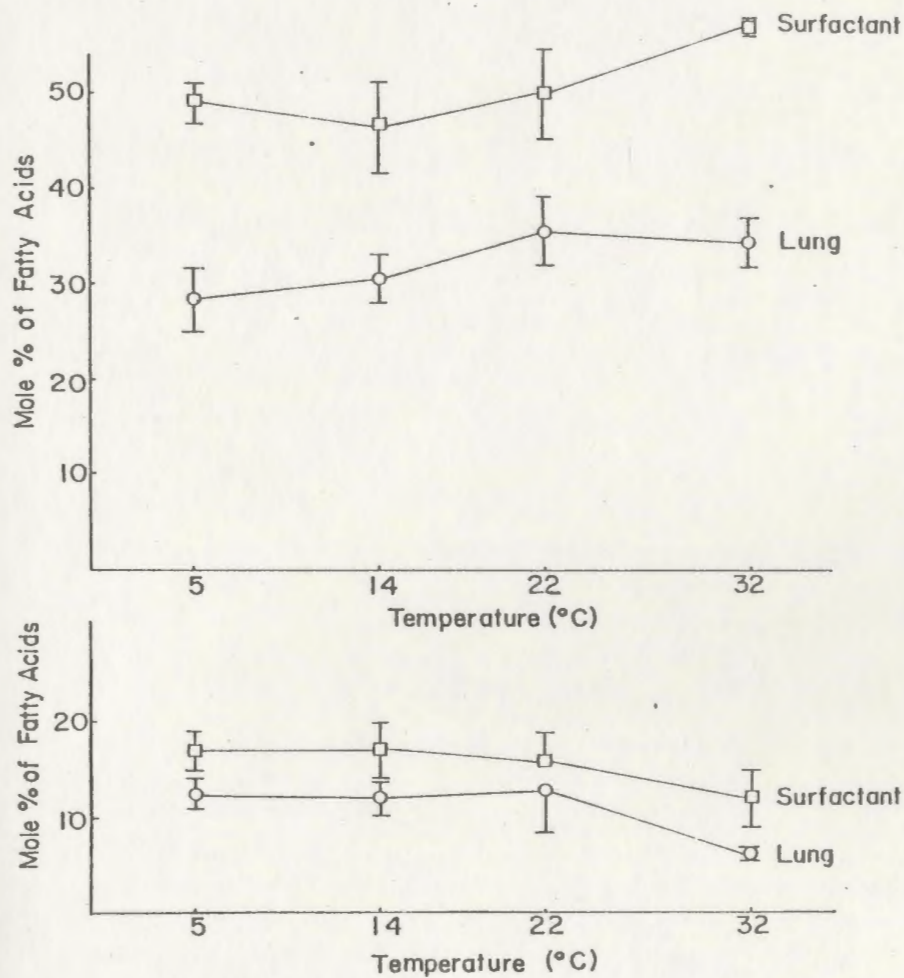 Surfactant
50
40
Lung
30
20
10
Mole % of Fatty Acids
5 14 22 32
Temperature (°C)
Mole % of Fatty Acids
20
10
Surfactant
Lung
5 14 22 32
Temperature (°C)